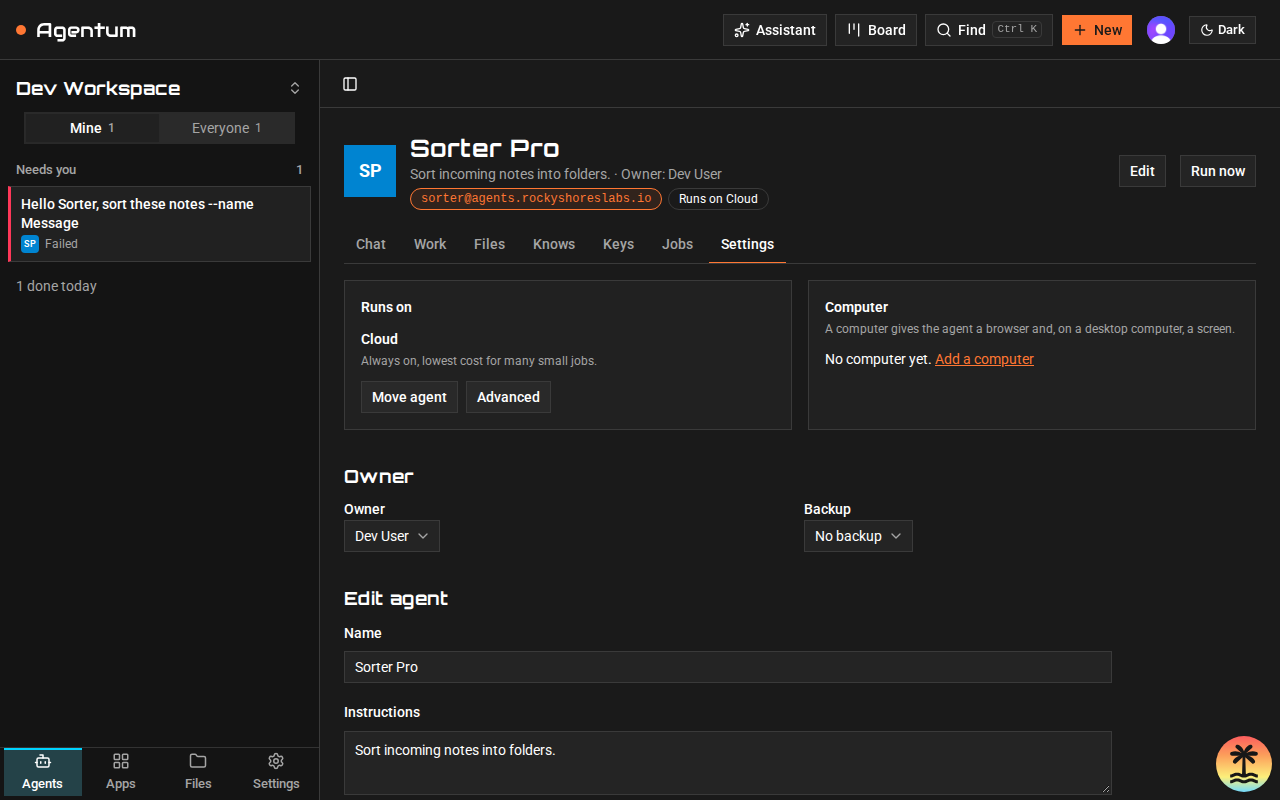 Agentum
Assistant
Board
Find Ctrl K
New
Dark
Dev Workspace
Mine 1
Everyone 1
Needs you 1
Hello Sorter, sort these notes --name
Message
SP Failed
1 done today
Agents
Apps
Files
Settings
SP
Sorter Pro
Sort incoming notes into folders. · Owner: Dev User
sorter@agents.rockyshoreslabs.io
Runs on Cloud
Edit
Run now
Chat
Work
Files
Knows
Keys
Jobs
Settings
Runs on
Cloud
Always on, lowest cost for many small jobs.
Move agent
Advanced
Computer
A computer gives the agent a browser and, on a desktop computer, a screen.
No computer yet. Add a computer
Owner
Owner
Dev User
Backup
No backup
Edit agent
Name
Sorter Pro
Instructions
Sort incoming notes into folders.